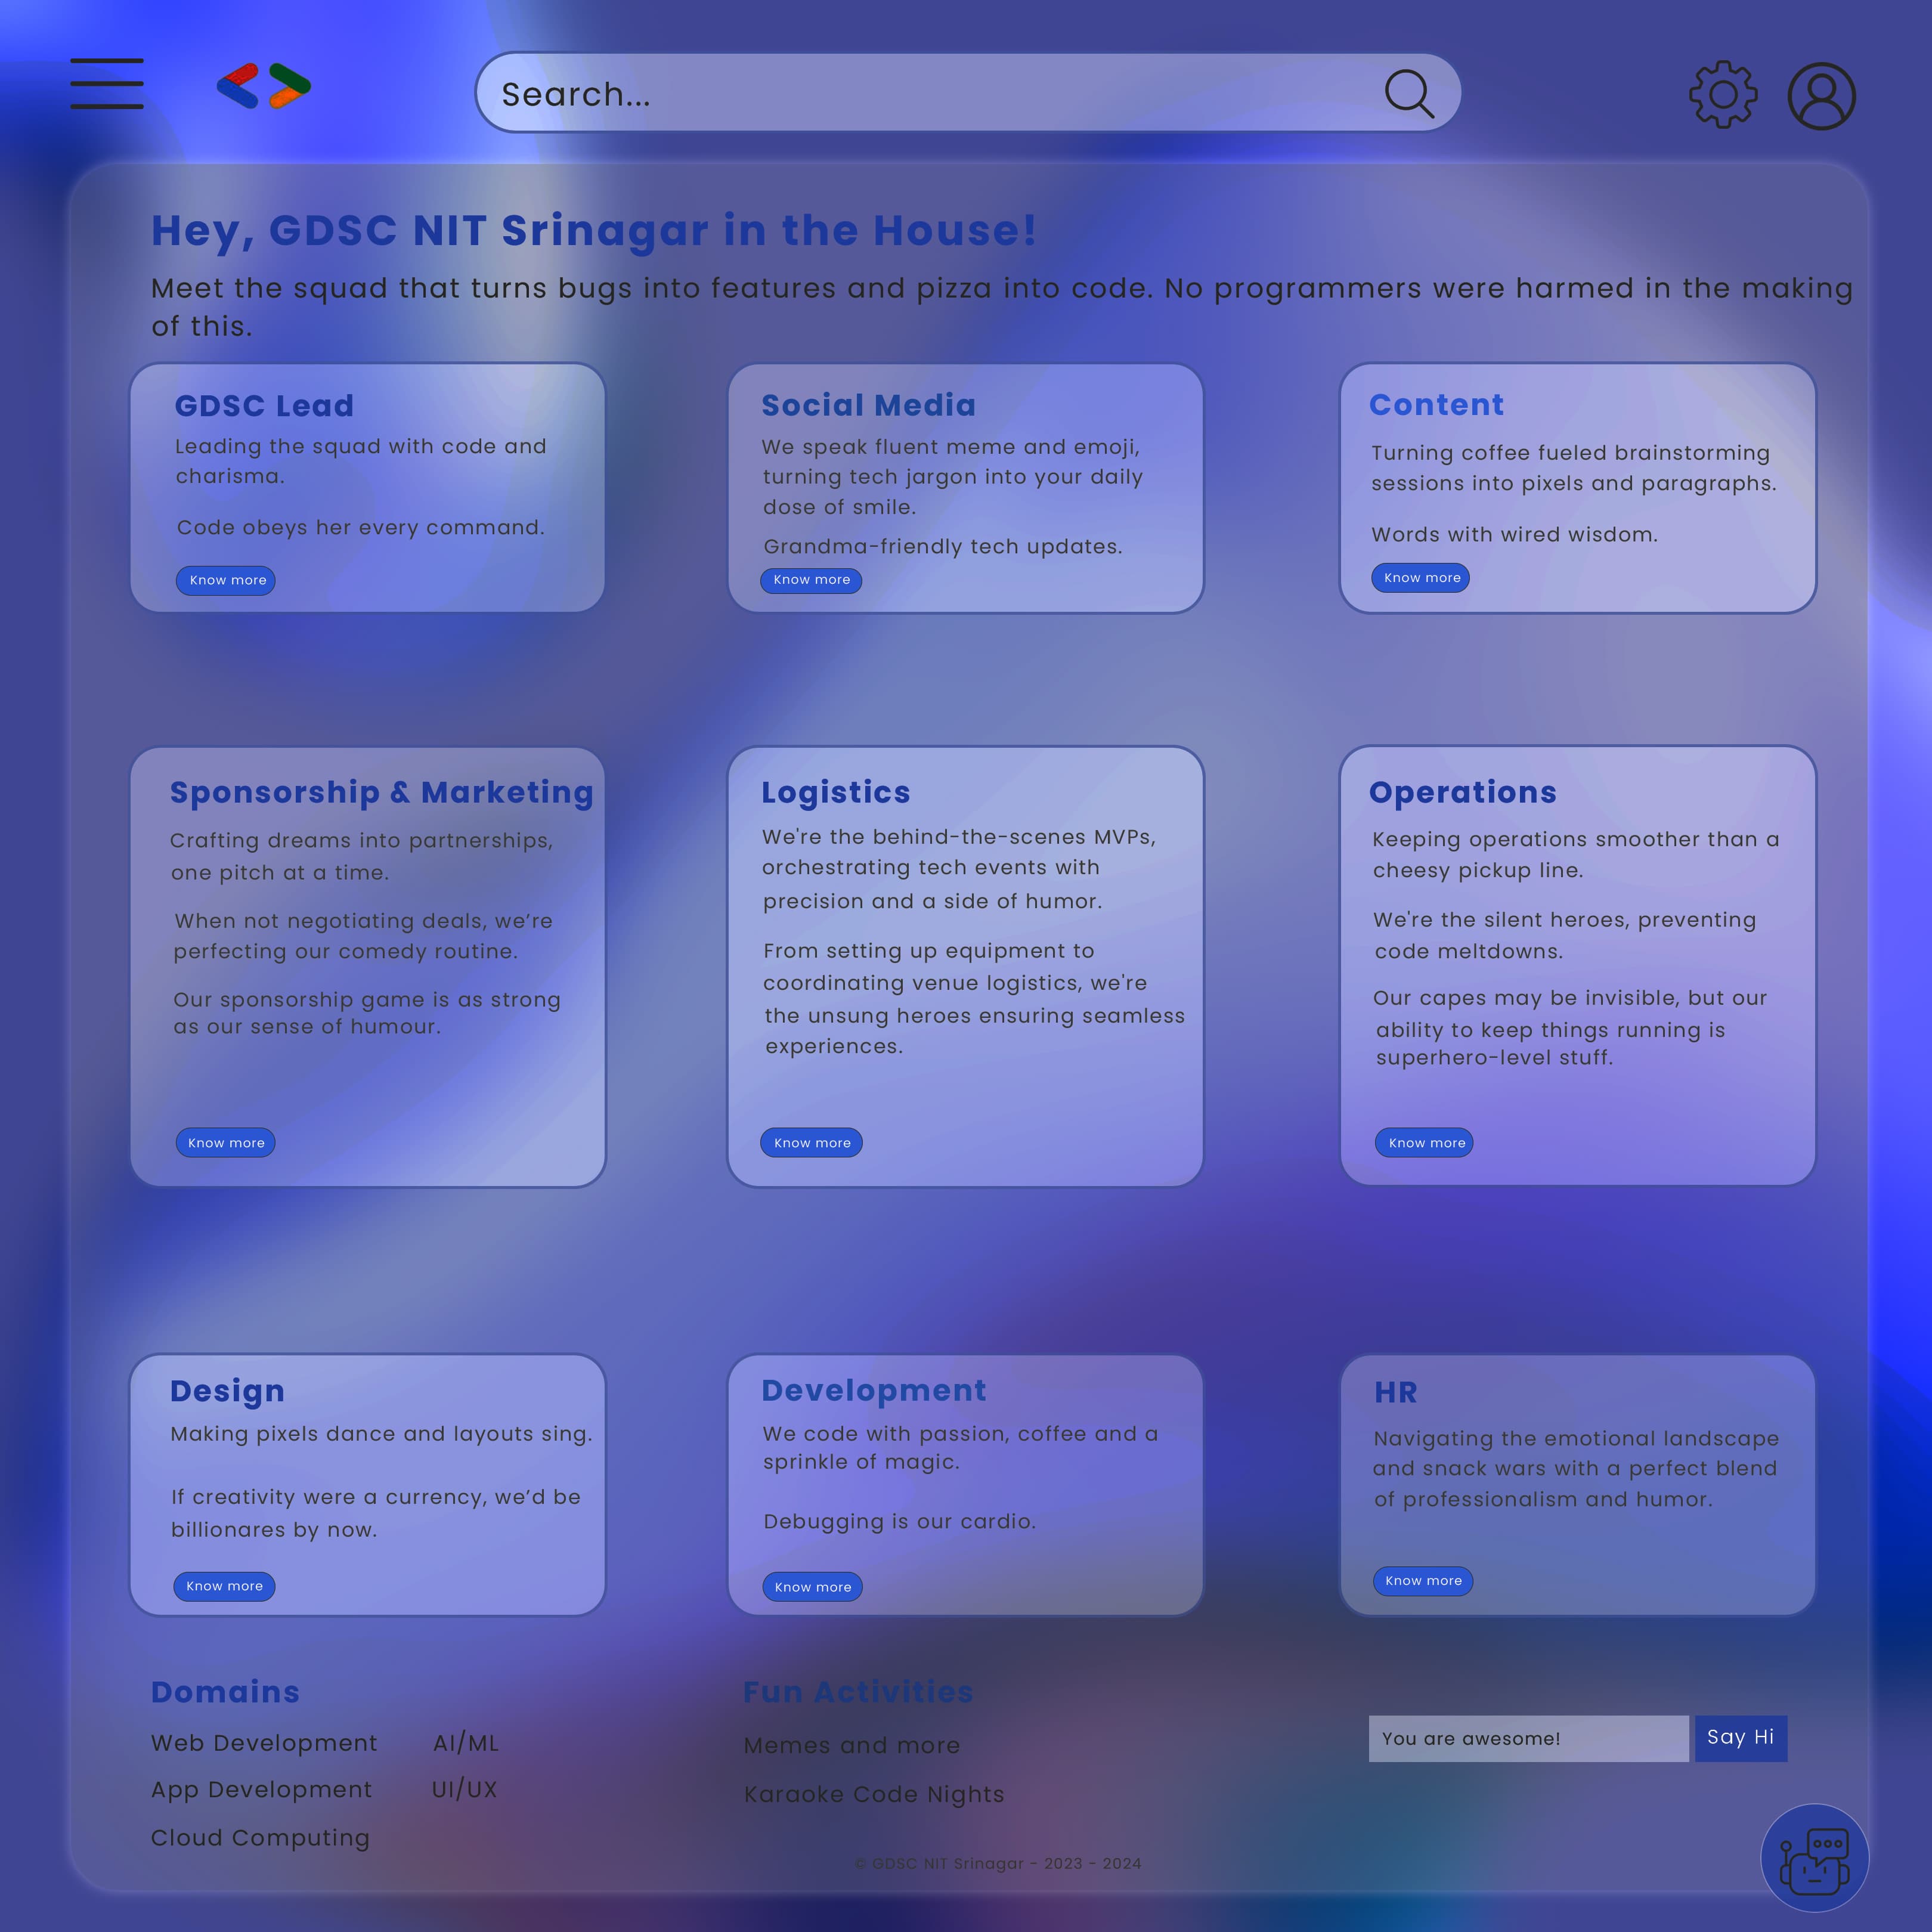 Search...
Hey, GDSC NIT Srinagar in the House!
Meet the squad that turns bugs into features and pizza into code. No programmers were harmed in the making
of this.
GDSC Lead
Leading the squad with code and
charisma.
Code obeys her every command.
Know more
Social Media
We speak fluent meme and emoji,
turning tech jargon into your daily
dose of smile.
Grandma-friendly tech updates.
Know more
Content
Turning coffee fueled brainstorming
sessions into pixels and paragraphs.
Words with wired wisdom.
Know more
Sponsorship & Marketing
Crafting dreams into partnerships,
one pitch at a time.
When not negotiating deals, we’re
perfecting our comedy routine.
Our sponsorship game is as strong
as our sense of humour.
Know more
Logistics
We're the behind-the-scenes MVPs,
orchestrating tech events with
precision and a side of humor.
From setting up equipment to
coordinating venue logistics, we're
the unsung heroes ensuring seamless
experiences.
Know more
Operations
Keeping operations smoother than a
cheesy pickup line.
We're the silent heroes, preventing
code meltdowns.
Our capes may be invisible, but our
ability to keep things running is
superhero-level stuff.
Know more
Design
Making pixels dance and layouts sing.
If creativity were a currency, we’d be
billionares by now.
Know more
Development
We code with passion, coffee and a
sprinkle of magic.
Debugging is our cardio.
Know more
HR
Navigating the emotional landscape
and snack wars with a perfect blend
of professionalism and humor.
Know more
Domains
Web Development AI/ML
App Development UI/UX
Cloud Computing
Fun Activities
Memes and more
Karaoke Code Nights
You are awesome! Say Hi
© GDSC NIT Srinagar - 2023 - 2024